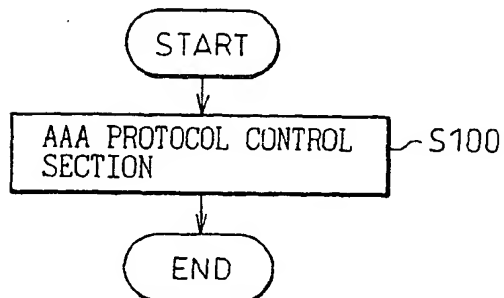 START
AAA PROTOCOL CONTROL
SECTION
S100
END